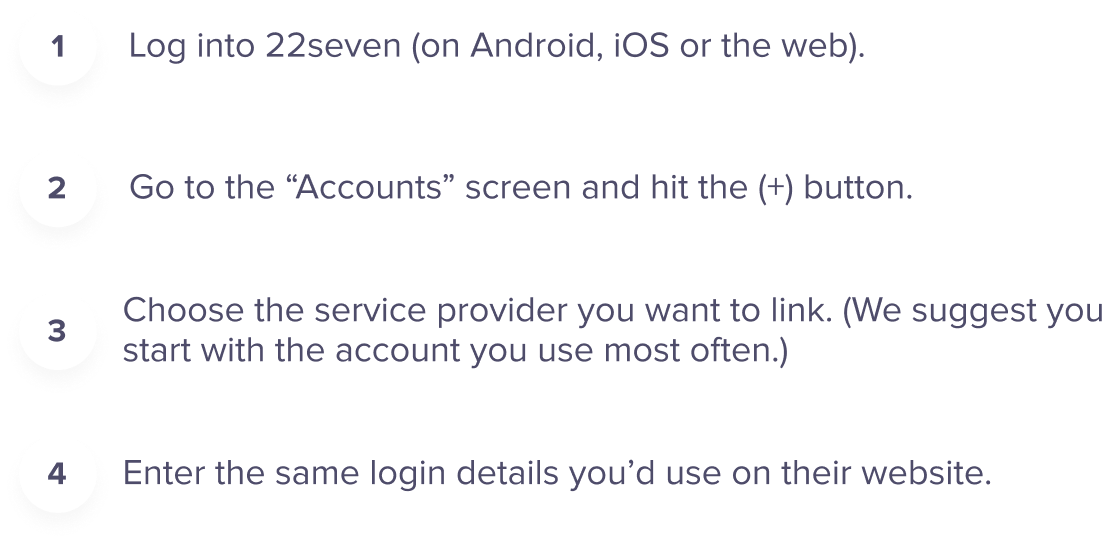 1 Log into 22seven (on Android, iOS or the web).
2 Go to the “Accounts” screen and hit the (+) button.
3 Choose the service provider you want to link. (We suggest you
start with the account you use most often.)
4 Enter the same login details you’d use on their website.